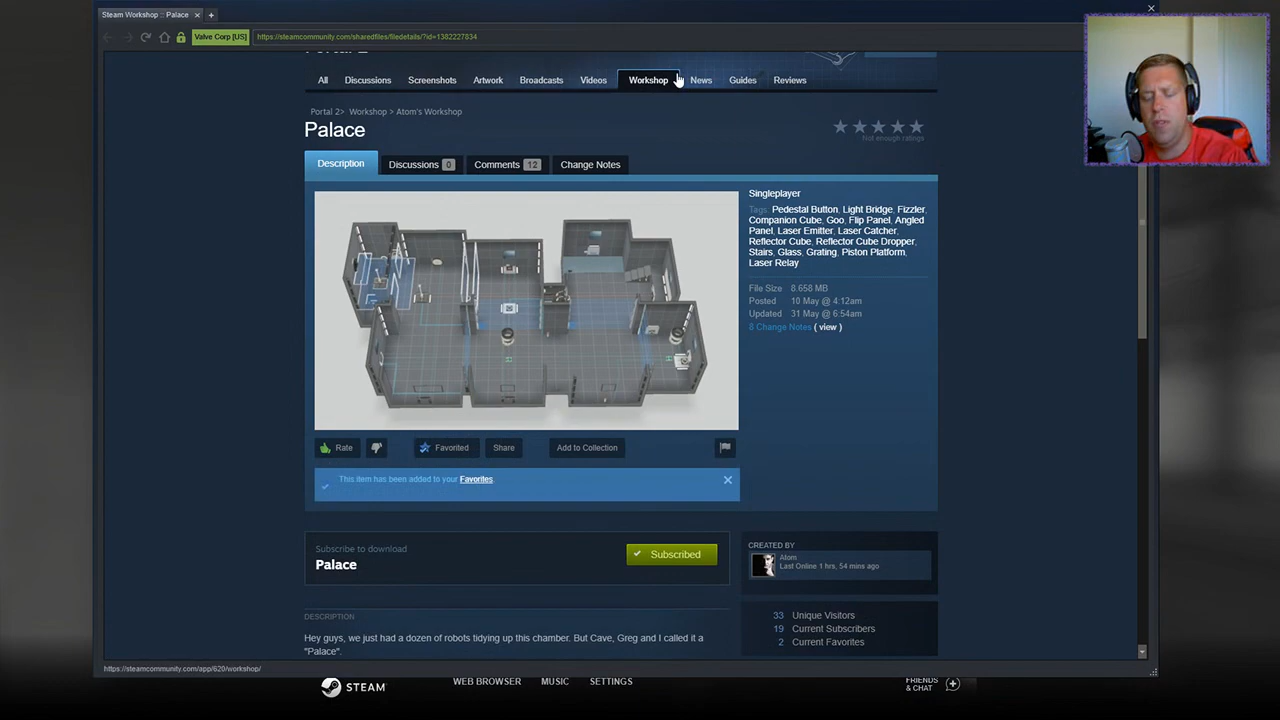 Steam Workshop :: Palace
Valve Corp [US]
https://steamcommunity.com/sharedfiles/filedetails/?id=1382227834
All Discussions Screenshots Artwork Broadcasts Videos Workshop News Guides Reviews
Portal 2> Workshop > Atom's Workshop
Palace
Not enough ratings
Description Discussions 0 Comments 12 Change Notes
Singleplayer
Tags: Pedestal Button, Light Bridge, Fizzler,
Companion Cube, Goo, Flip Panel, Angled
Panel, Laser Emitter, Laser Catcher,
Reflector Cube, Reflector Cube Dropper,
Stairs, Glass, Grating, Piston Platform,
Laser Relay
File Size 8.658 MB
Posted 10 May @ 4:12am
Updated 31 May @ 6:54am
8 Change Notes ( view )
Rate Favorited Share Add to Collection
This item has been added to your Favorites.
Subscribe to download
Palace
Subscribed
CREATED BY
Atom
Last Online 1 hrs, 54 mins ago
33 Unique Visitors
19 Current Subscribers
2 Current Favorites
DESCRIPTION
Hey guys, we just had a dozen of robots tidying up this chamber. But Cave, Greg and I called it a
"Palace".
https://steamcommunity.com/app/620/workshop/
STEAM
WEB BROWSER MUSIC SETTINGS
FRIENDS
& CHAT